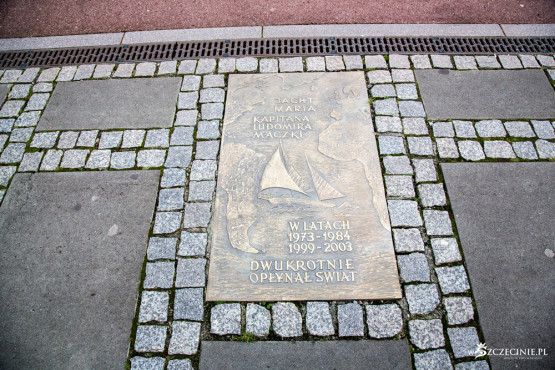 JACHT
MARIA
KAPITANA
LUDOMIRA
MĄCZKI
W LATACH
1973-1984
1999-2003
DWUKROTNIE
OPŁYNĄŁ ŚWIAT
wSZCZECINIE.PL